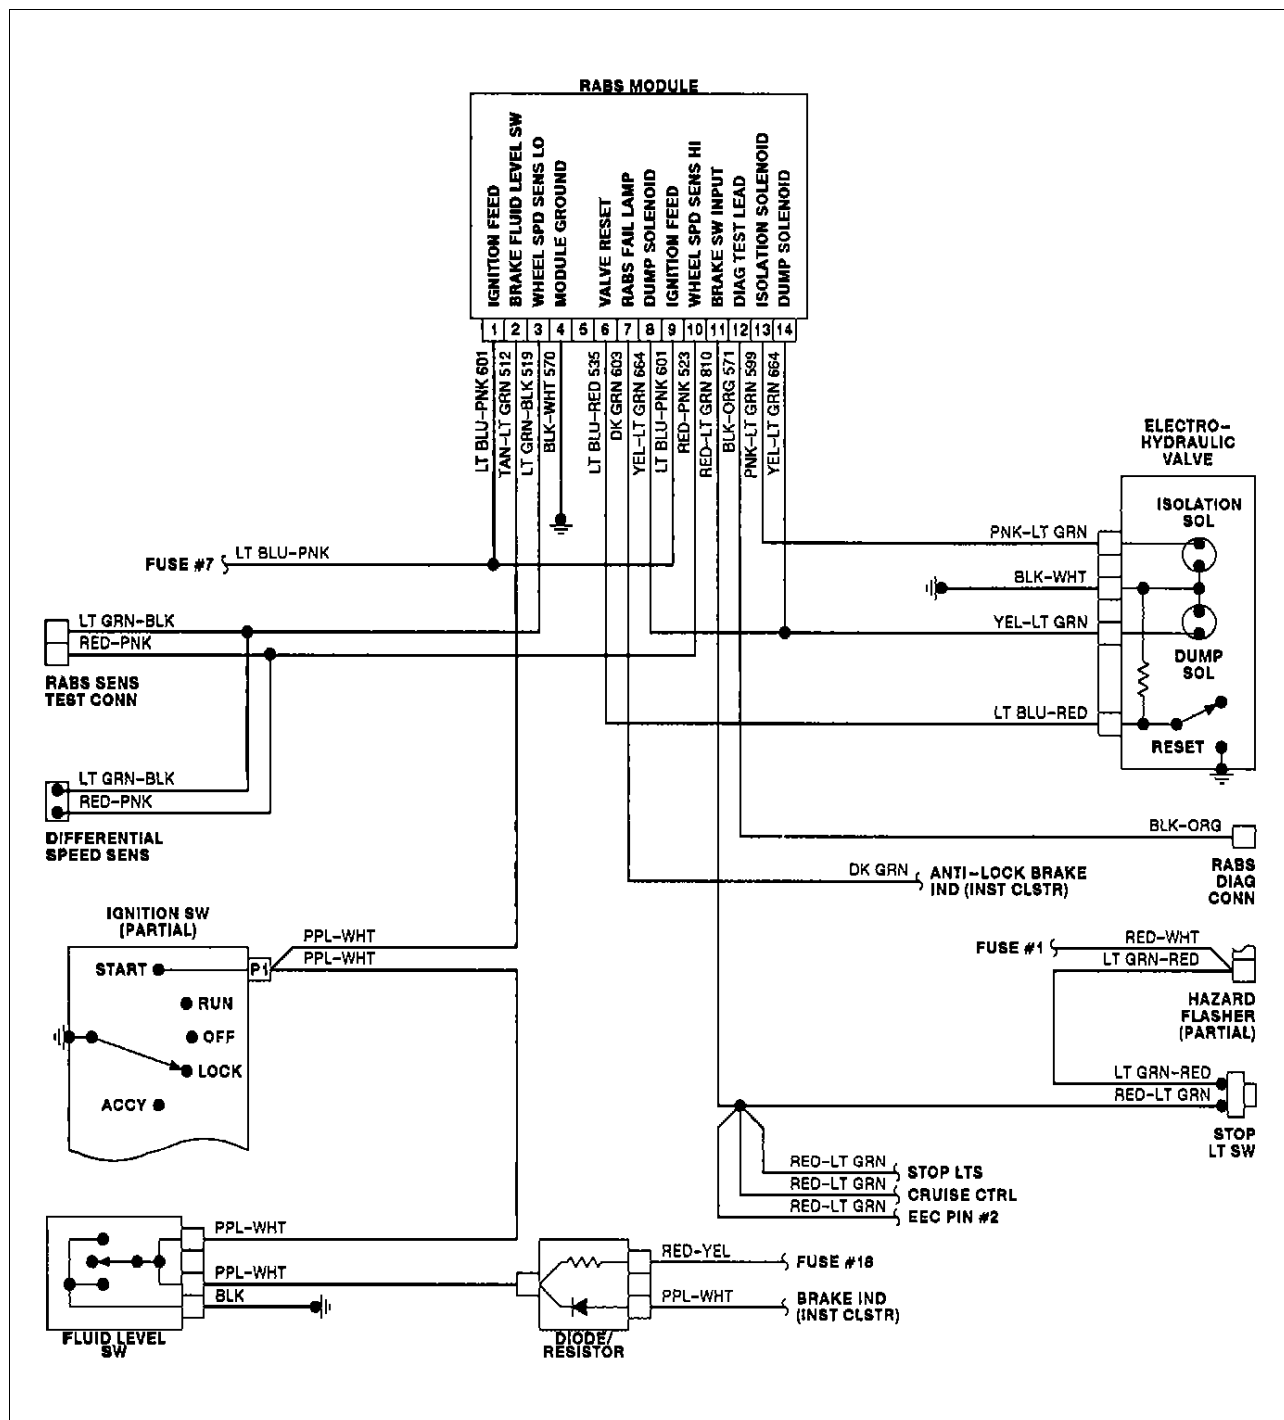 RABS MODULE
IGNITION FEED
BRAKE FLUID LEVEL SW
WHEEL SPD SENS LO
MODULE GROUND
VALVE RESET
RABS FAIL LAMP
DUMP SOLENOID
IGNITION FEED
WHEEL SPD SENS HI
BRAKE SW INPUT
DIAG TEST LEAD
ISOLATION SOLENOID
DUMP SOLENOID
1 2 3 4 5 6 7 8 9 10 11 12 13 14
LT BLU-PNK 601
TAN-LT GRN 512
LT GRN-BLK 519
BLK-WHT 570
LT BLU-RED 535
DK GRN 603
YEL-LT GRN 664
LT BLU-PNK 601
RED-PNK 523
RED-LT GRN 810
BLK-ORG 571
PNK-LT GRN 599
YEL-LT GRN 664
ELECTRO-
HYDRAULIC
VALVE
ISOLATION
SOL
PNK-LT GRN
BLK-WHT
YEL-LT GRN
DUMP
SOL
LT BLU-RED
RESET
FUSE #7
LT BLU-PNK
LT GRN-BLK
RED-PNK
RABS SENS
TEST CONN
LT GRN-BLK
RED-PNK
DIFFERENTIAL
SPEED SENS
BLK-ORG
RABS
DIAG
CONN
DK GRN
ANTI-LOCK BRAKE
IND (INST CLSTR)
IGNITION SW
(PARTIAL)
PPL-WHT
PPL-WHT
START
P1
RUN
OFF
LOCK
ACCY
FUSE #1
RED-WHT
LT GRN-RED
HAZARD
FLASHER
(PARTIAL)
LT GRN-RED
RED-LT GRN
STOP
LT SW
RED-LT GRN
STOP LTS
RED-LT GRN
CRUISE CTRL
RED-LT GRN
EEC PIN #2
PPL-WHT
PPL-WHT
BLK
FLUID LEVEL
SW
RED-YEL
FUSE #18
PPL-WHT
BRAKE IND
(INST CLSTR)
DIODE/
RESISTOR